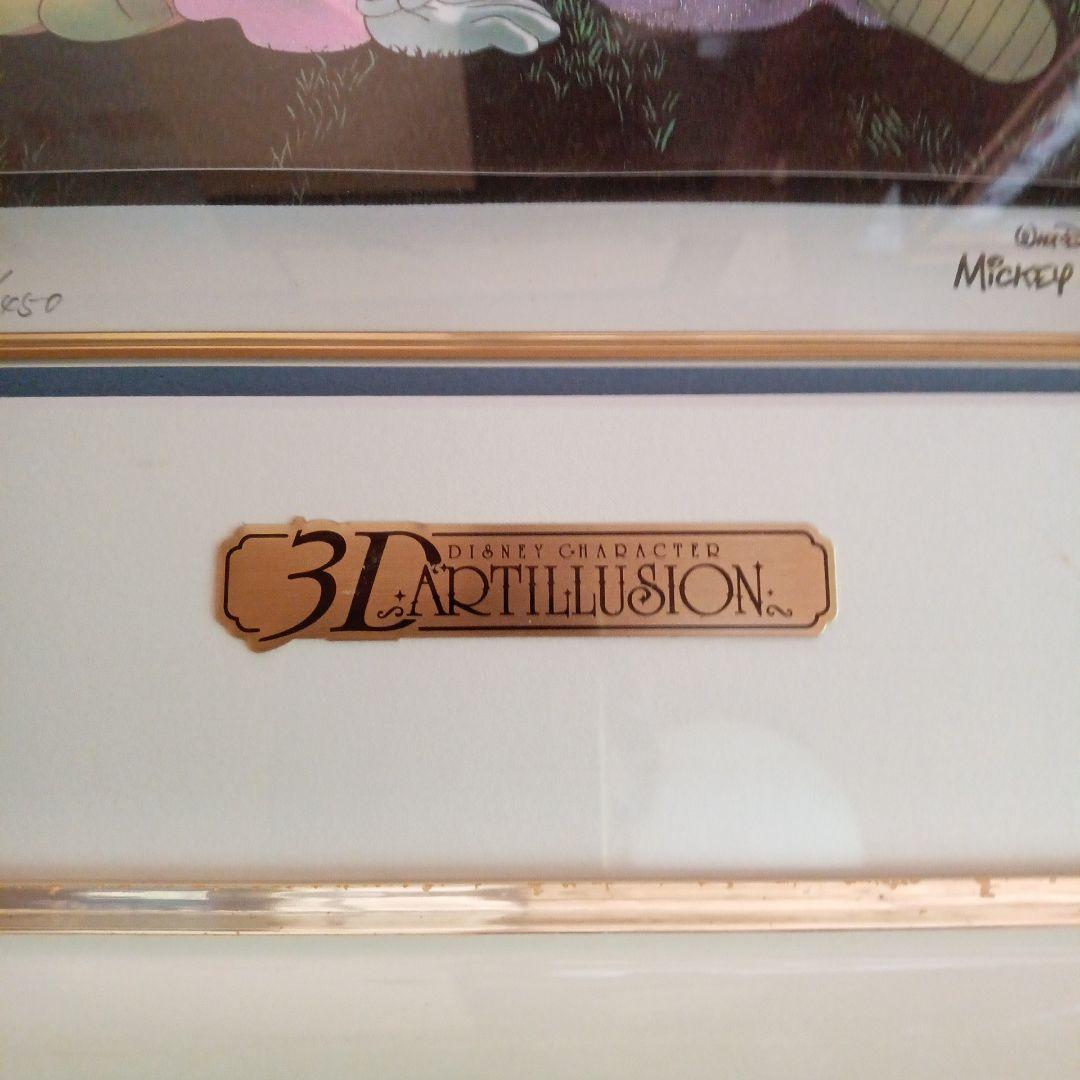 /450
MICKEY
3D
DISNEY CHARACTER
ARTILLUSION